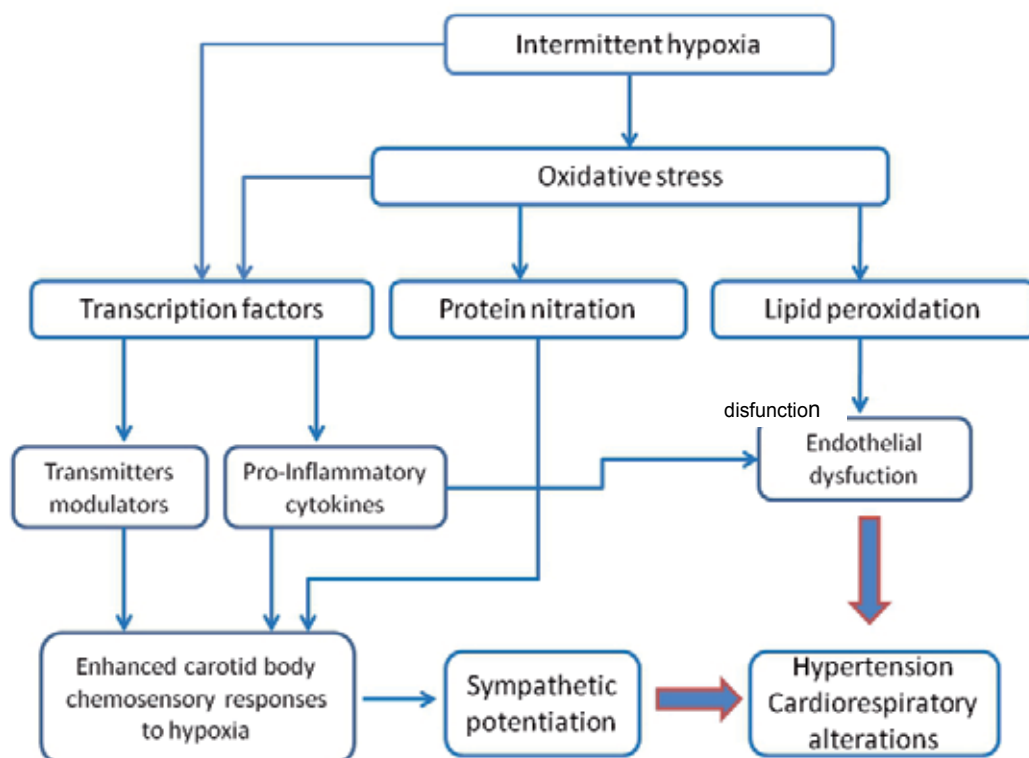 Intermittent hypoxia
Oxidative stress
Transcription factors
Protein nitration
Lipid peroxidation
disfunction
Transmitters
modulators
Pro-Inflammatory
cytokines
Endothelial
dysfuction
Enhanced carotid body
chemosensory responses
to hypoxia
Sympathetic
potentiation
Hypertension
Cardiorespiratory
alterations